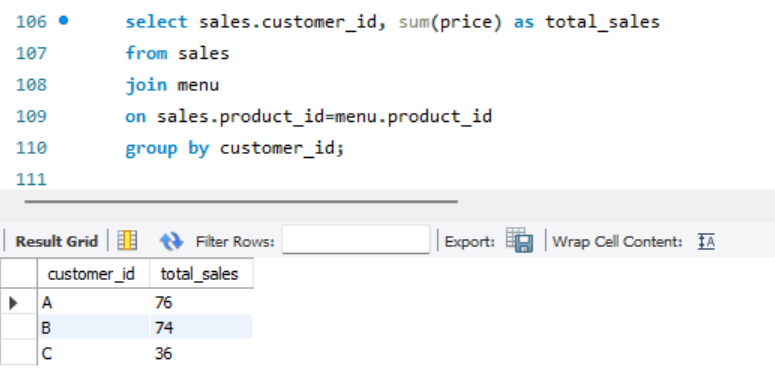 106 select sales.customer_id, sum(price) as total_sales
107 from sales
108 join menu
109 on sales.product_id=menu.product_id
110 group by customer_id;
111
Result Grid Filter Rows: Export: Wrap Cell Content: IA
customer_id total_sales
A 76
B 74
C 36